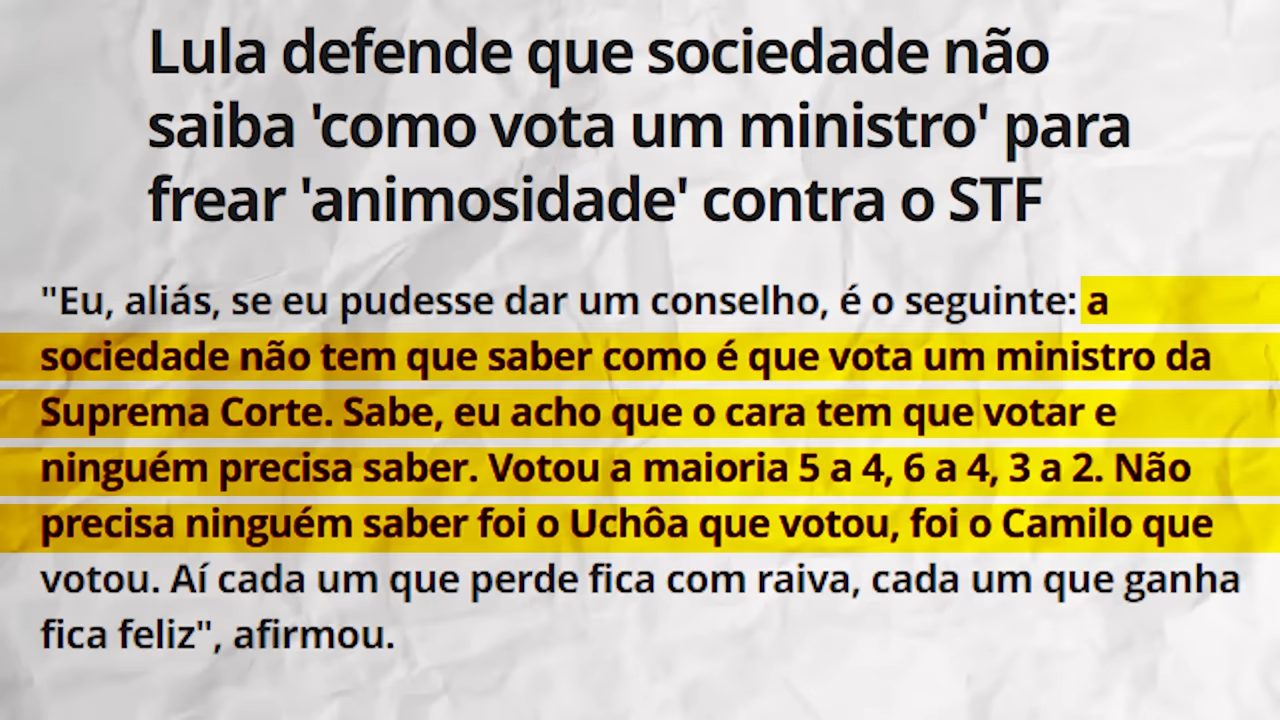 Lula defende que sociedade não
saiba 'como vota um ministro' para
frear 'animosidade' contra o STF
"Eu, aliás, se eu pudesse dar um conselho, é o seguinte: a
sociedade não tem que saber como é que vota um ministro da
Suprema Corte. Sabe, eu acho que o cara tem que votar e
ninguém precisa saber. Votou a maioria 5 a 4, 6 a 4, 3 a 2. Não
precisa ninguém saber foi o Uchôa que votou, foi o Camilo que
votou. Aí cada um que perde fica com raiva, cada um que ganha
fica feliz", afirmou.